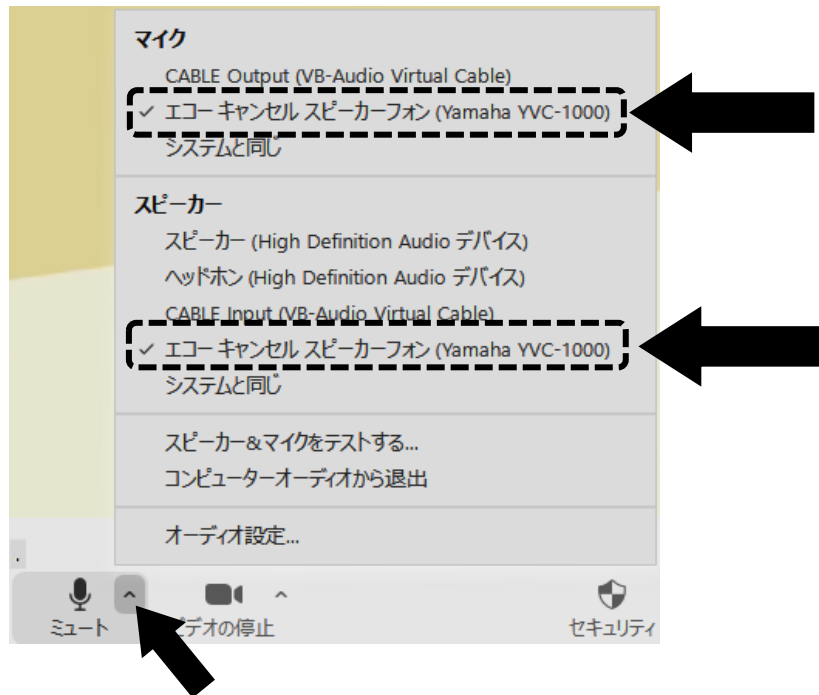 マイク
CABLE Output (VB-Audio Virtual Cable)
✓ エコー キャンセル スピーカーフォン (Yamaha YVC-1000)
システムと同じ
スピーカー
スピーカー (High Definition Audio デバイス)
ヘッドホン (High Definition Audio デバイス)
CABLE Input (VB-Audio Virtual Cable)
✓ エコー キャンセル スピーカーフォン (Yamaha YVC-1000)
システムと同じ
スピーカー&マイクをテストする...
コンピューターオーディオから退出
オーディオ設定...
ミュート
ビデオの停止
セキュリティ